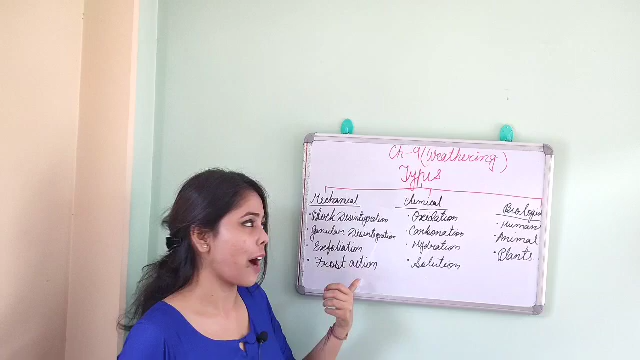 Ch-9 (Weathering)
Types
Mechanical
• Block Disintegration
• Granular Disintegration
• Exfoliation
• Frost action
Chemical
• Oxidation
• Carbonation
• Hydration
• Solution
Biological
• Human
• Animal
• Plants